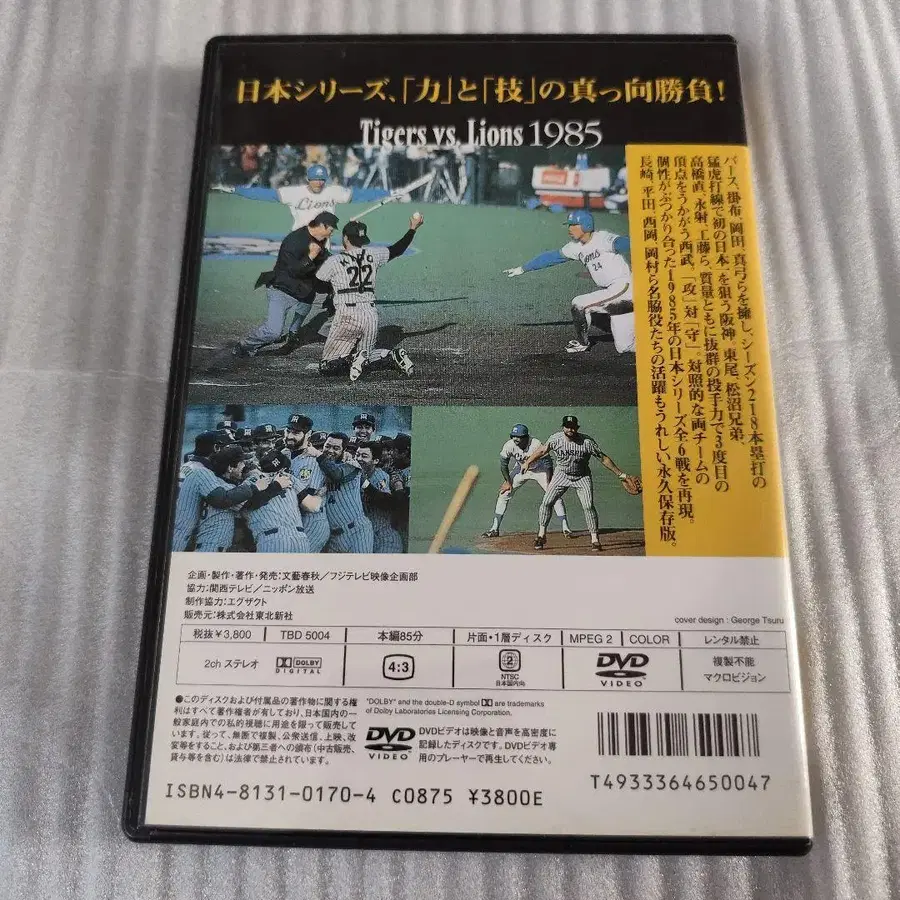 日本シリーズ、「力」と「技」の真っ向勝負!
Tigers vs. Lions 1985
Lions
KIDO
22
Lions
24
HANSHIN
バース、掛布、岡田、真弓らを擁し、シーズン218本塁打の
猛虎打線で初の日本一を狙う阪神。東尾、松沼兄弟、
高橋直、永射、工藤ら、質量ともに抜群の投手力で3度目の
頂点をうかがう西武。「攻」対「守」。対照的な両チームの
個性がぶつかり合った1985年の日本シリーズ全6戦を再現。
長崎、平田、西岡、岡村ら名脇役たちの活躍もうれしい永久保存版。
企画・製作・著作・発売:文藝春秋/フジテレビ映像企画部
協力:関西テレビ/ニッポン放送
制作協力:エグザクト
販売元:株式会社東北新社
cover design : George Tsuru
税抜¥3,800 TBD 5004 本編85分 片面・1層ディスク MPEG 2 COLOR レンタル禁止
2ch ステレオ DOLBY DIGITAL 4:3 2 NTSC 日本国内向 DVD VIDEO 複製不能 マクロビジョン
●このディスク及び付属品の著作物に関する権
利はすべて著作権者が有しており、日本国内の一
般家庭内での私的視聴に用途を限って販売してい
ます。従って、無断で複製、公衆送信、上映、改
変等をすること、および第三者への頒布(中古販売、
貸与等を含む)は法律で禁止されています。
"DOLBY" and the double-D symbol are trademarks
of Dolby Laboratories Licensing Corporation.
DVD VIDEO
DVDビデオは映像と音声を高密度に
記録したディスクです。DVDビデオ専
用のプレーヤーで再生してください。
T4933364650047
ISBN4-8131-0170-4 C0875 ¥3800E